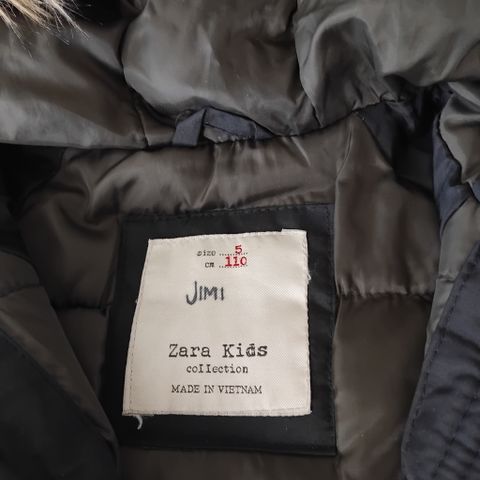 size 5
cm 110
JIMI
Zara Kids
collection
MADE IN VIETNAM